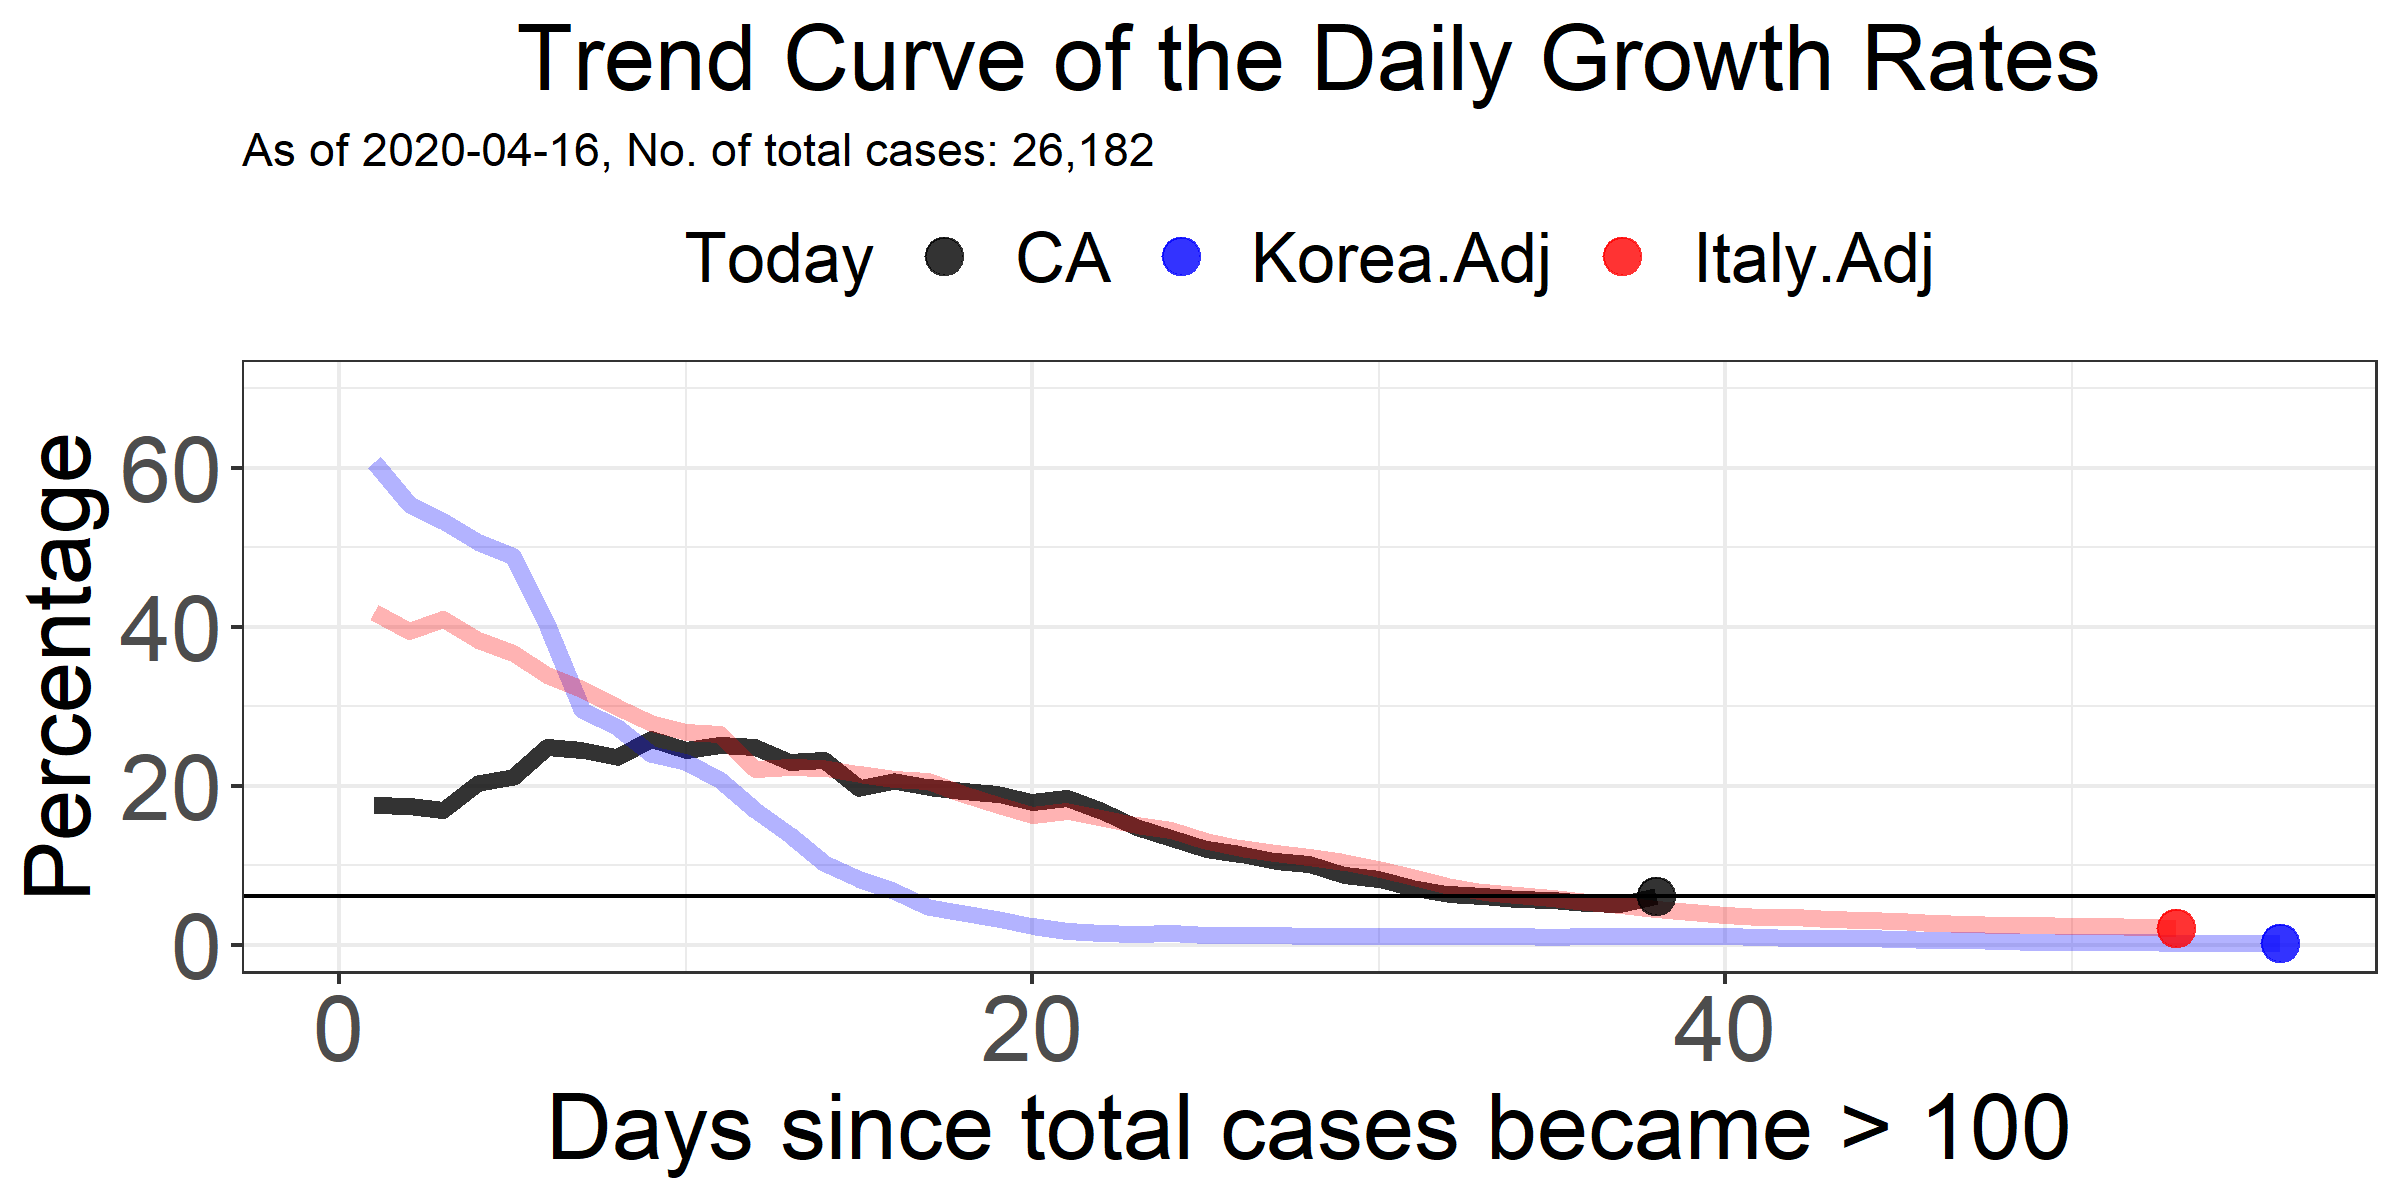 Trend Curve of the Daily Growth Rates
As of 2020-04-16, No. of total cases: 26,182
Today CA Korea.Adj Italy.Adj
Percentage
60
40
20
0
0 20 40
Days since total cases became > 100